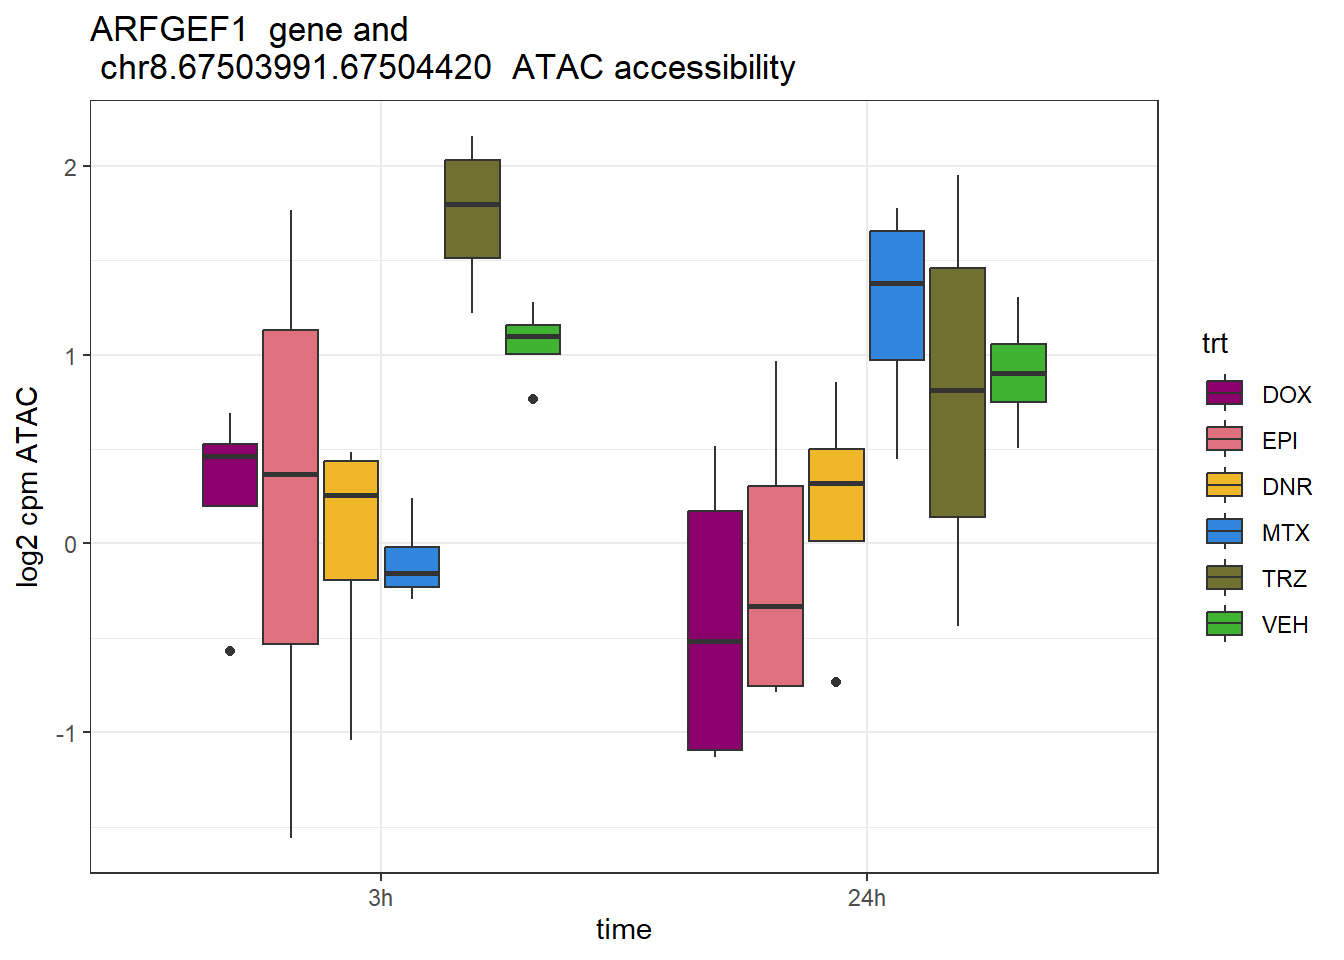 ARFGEF1  gene and
chr8.67503991.67504420  ATAC accessibility
log2 cpm ATAC
2
1
0
-1
3h
24h
time
trt
DOX
EPI
DNR
MTX
TRZ
VEH